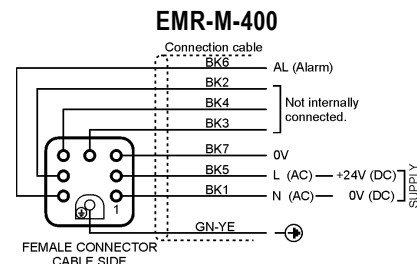 EMR-M-400
Connection cable
BK6 AL (Alarm)
BK2
BK4 Not internally
connected.
BK3
BK7 0V
BK5 L (AC) +24V (DC)
BK1 N (AC) 0V (DC)
SUPPLY
1
GN-YE
FEMALE CONNECTOR
CABLE SIDE